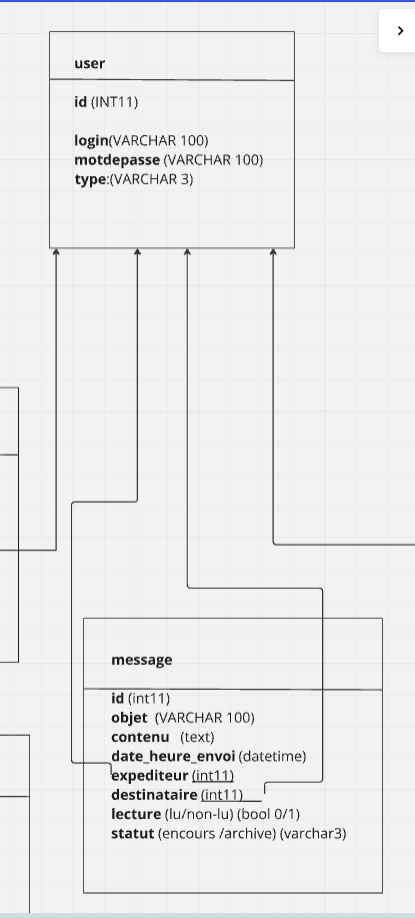 user
id (INT11)
login(VARCHAR 100)
motdepasse (VARCHAR 100)
type:(VARCHAR 3)
message
id (int11)
objet (VARCHAR 100)
contenu (text)
date_heure_envoi (datetime)
expediteur (int11)
destinataire (int11)
lecture (lu/non-lu) (bool 0/1)
statut (encours /archive) (varchar3)